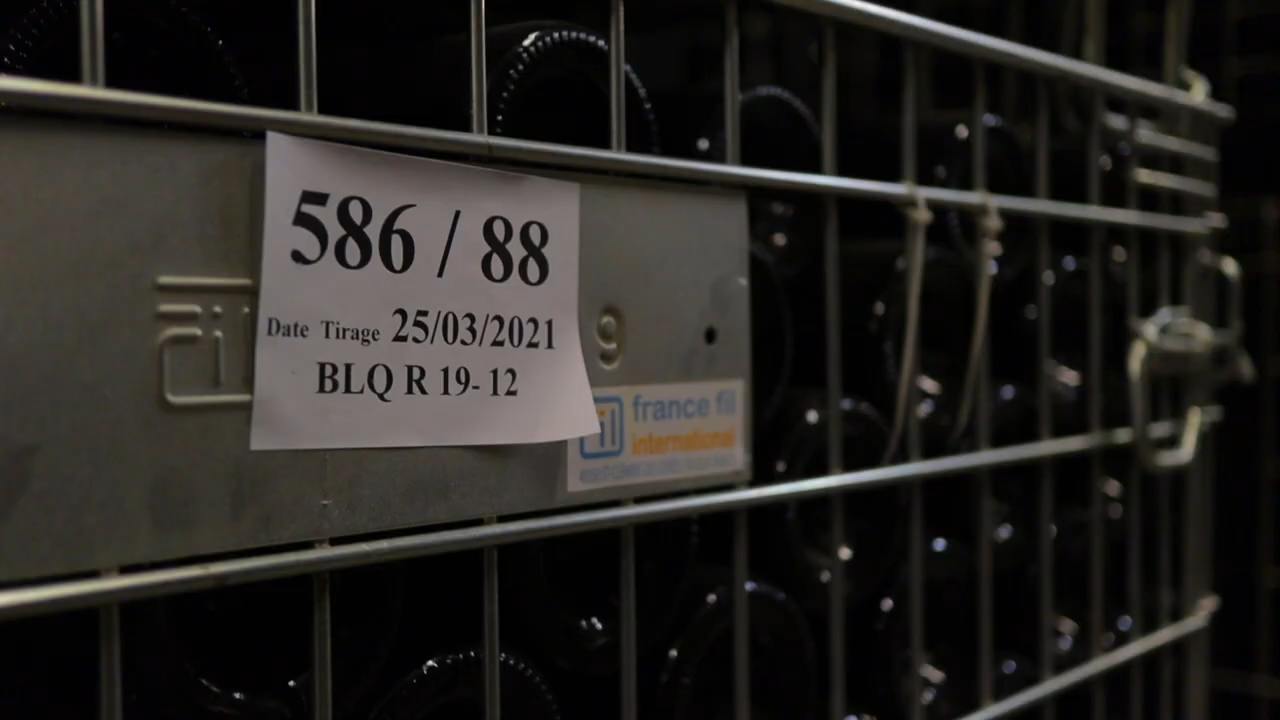 586 / 88
Date Tirage 25/03/2021
BLQ R 19-12
9
france fil
international